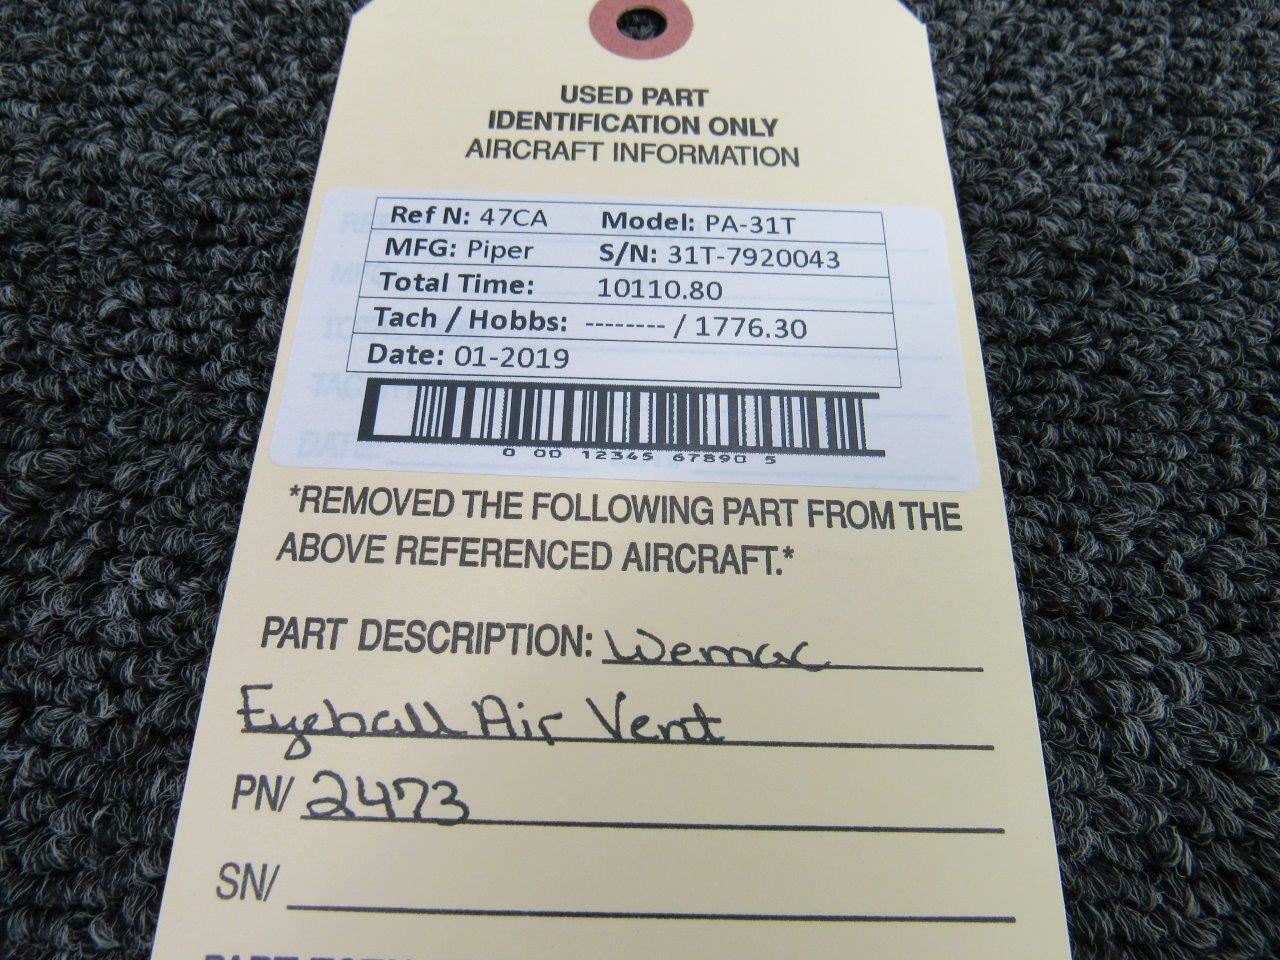 USED PART
IDENTIFICATION ONLY
AIRCRAFT INFORMATION
Ref N: 47CA Model: PA-31T
MFG: Piper S/N: 31T-7920043
Total Time: 10110.80
Tach / Hobbs: -------- / 1776.30
Date: 01-2019
0 00 12345 67890 5
*REMOVED THE FOLLOWING PART FROM THE
ABOVE REFERENCED AIRCRAFT.*
PART DESCRIPTION: Wemac
Eyeball Air Vent
PN/ 2473
SN/